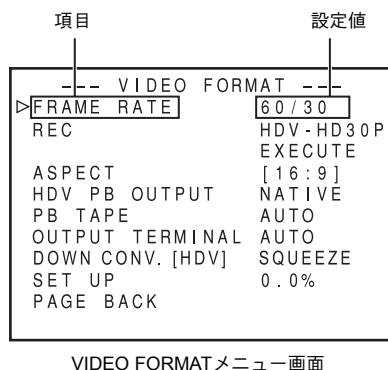 項目 設定値
--- VIDEO FORMAT ---
▷FRAME RATE 60/30
REC HDV-HD30P
EXECUTE
ASPECT [16:9]
HDV PB OUTPUT NATIVE
PB TAPE AUTO
OUTPUT TERMINAL AUTO
DOWN CONV. [HDV] SQUEEZE
SET UP 0.0%
PAGE BACK
VIDEO FORMATメニュー画面